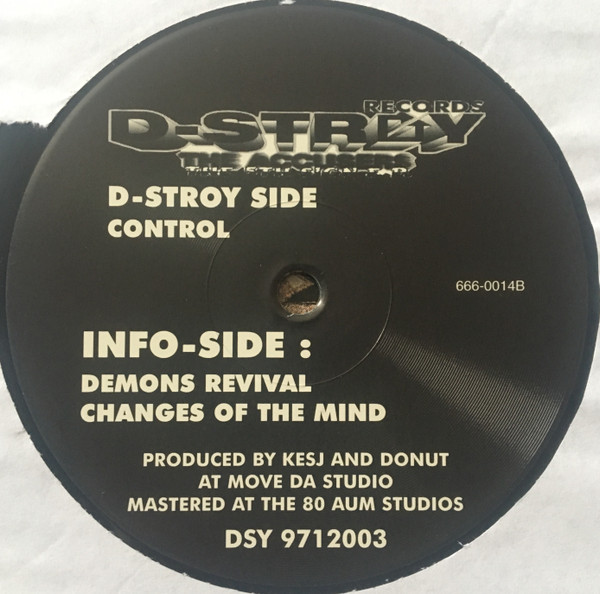 RECORDS
D-STROY
THE ACCUSERS
D-STROY SIDE
CONTROL
666-0014B
INFO-SIDE :
DEMONS REVIVAL
CHANGES OF THE MIND
PRODUCED BY KESJ AND DONUT
AT MOVE DA STUDIO
MASTERED AT THE 80 AUM STUDIOS
DSY 9712003